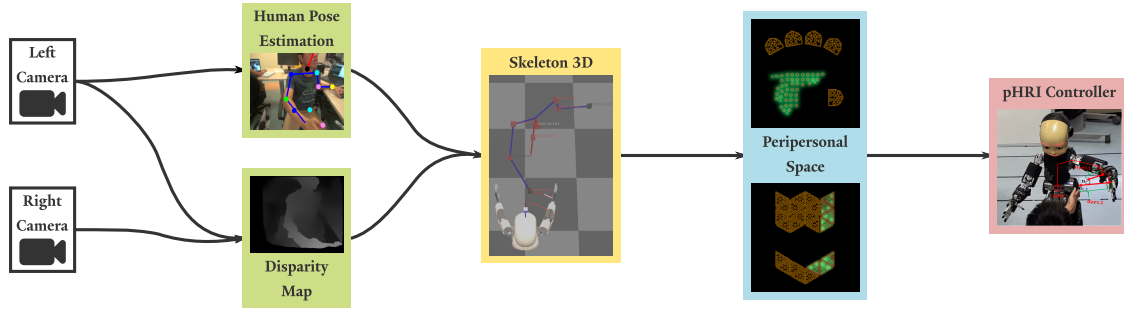 Left
Camera
Right
Camera
Human Pose
Estimation
Disparity
Map
Skeleton 3D
Peripersonal
Space
pHRI Controller